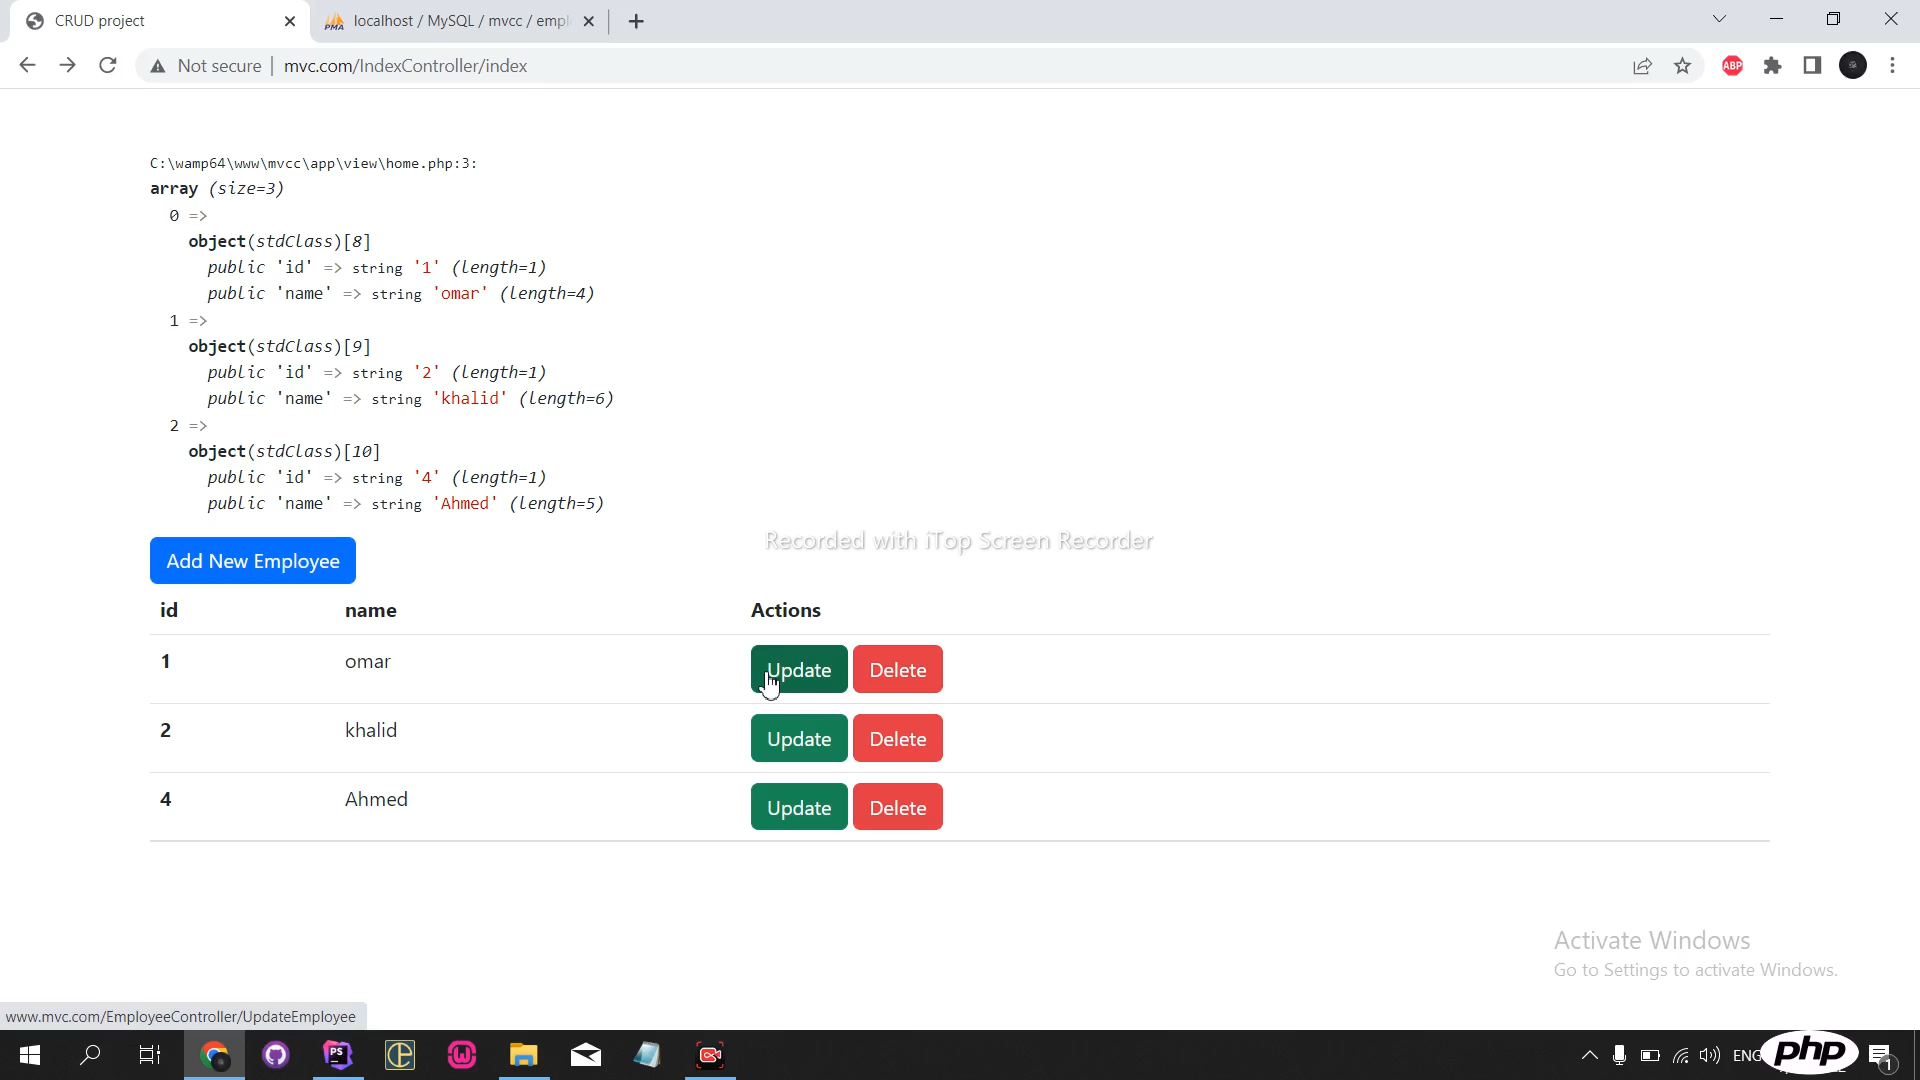 CRUD project
localhost / MySQL / mvcc / empl
Not secure
mvc.com/IndexController/index
ABP
C:\wamp64\www\mvcc\app\view\home.php:3:
array (size=3)
0 =>
object(stdClass)[8]
public 'id' => string '1' (length=1)
public 'name' => string 'omar' (length=4)
1 =>
object(stdClass)[9]
public 'id' => string '2' (length=1)
public 'name' => string 'khalid' (length=6)
2 =>
object(stdClass)[10]
public 'id' => string '4' (length=1)
public 'name' => string 'Ahmed' (length=5)
Recorded with iTop Screen Recorder
Add New Employee
id name Actions
1 omar Update Delete
2 khalid Update Delete
4 Ahmed Update Delete
Activate Windows
Go to Settings to activate Windows.
www.mvc.com/EmployeeController/UpdateEmployee
PS
ENG
php
1